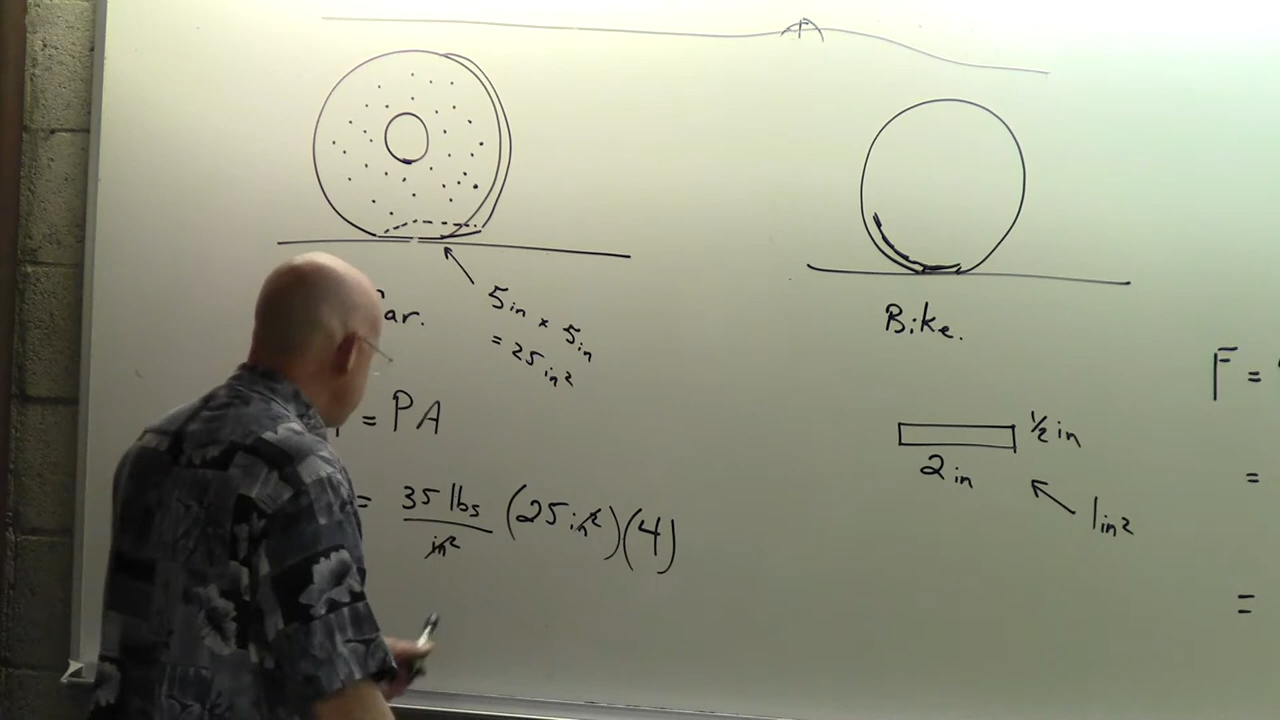 5in × 5in
= 25 in²
ar.
= PA
= 35 lbs / in² (25 in²)(4)
Bike.
½ in
2 in
1 in²
F =
=
=